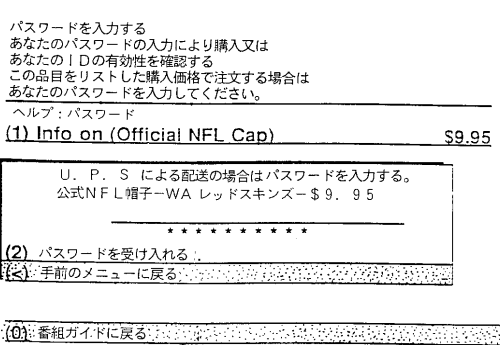 パスワードを入力する
あなたのパスワードの入力により購入又は
あなたのIDの有効性を確認する
この品目をリストした購入価格で注文する場合は
あなたのパスワードを入力してください。
ヘルプ:パスワード
(1) Info on (Official NFL Cap) $9.95
U.P.S による配送の場合はパスワードを入力する。
公式NFL帽子-WA レッドスキンズ-$9.95
* * * * * * * * * *
(2) パスワードを受け入れる
(<) 手前のメニューに戻る
(0) 番組ガイドに戻る